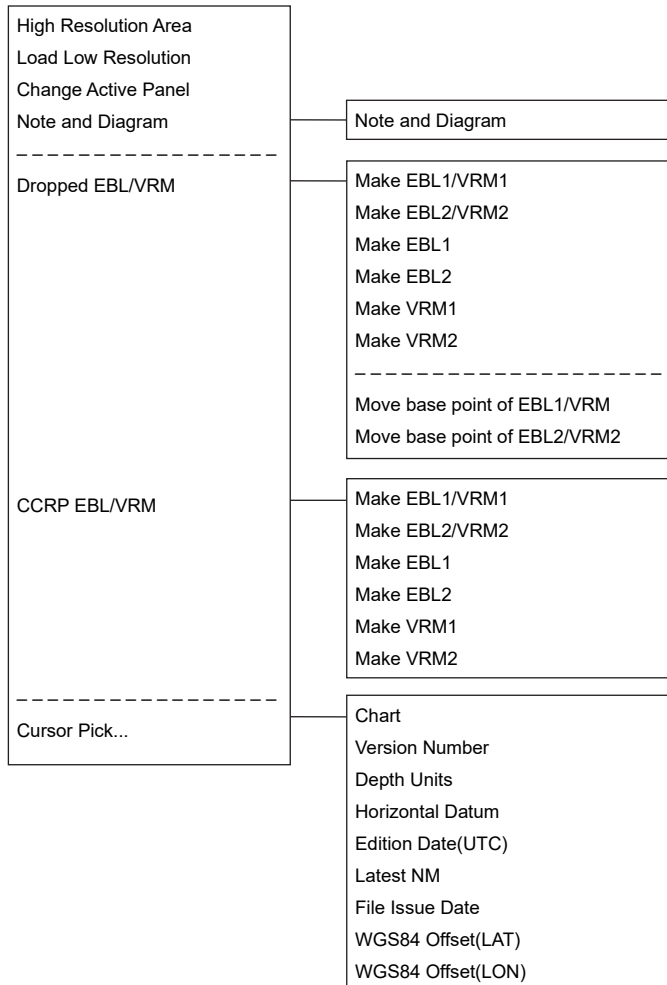 High Resolution Area
Load Low Resolution
Change Active Panel
Note and Diagram
Note and Diagram
Dropped EBL/VRM
Make EBL1/VRM1
Make EBL2/VRM2
Make EBL1
Make EBL2
Make VRM1
Make VRM2
Move base point of EBL1/VRM
Move base point of EBL2/VRM2
CCRP EBL/VRM
Make EBL1/VRM1
Make EBL2/VRM2
Make EBL1
Make EBL2
Make VRM1
Make VRM2
Cursor Pick...
Chart
Version Number
Depth Units
Horizontal Datum
Edition Date(UTC)
Latest NM
File Issue Date
WGS84 Offset(LAT)
WGS84 Offset(LON)